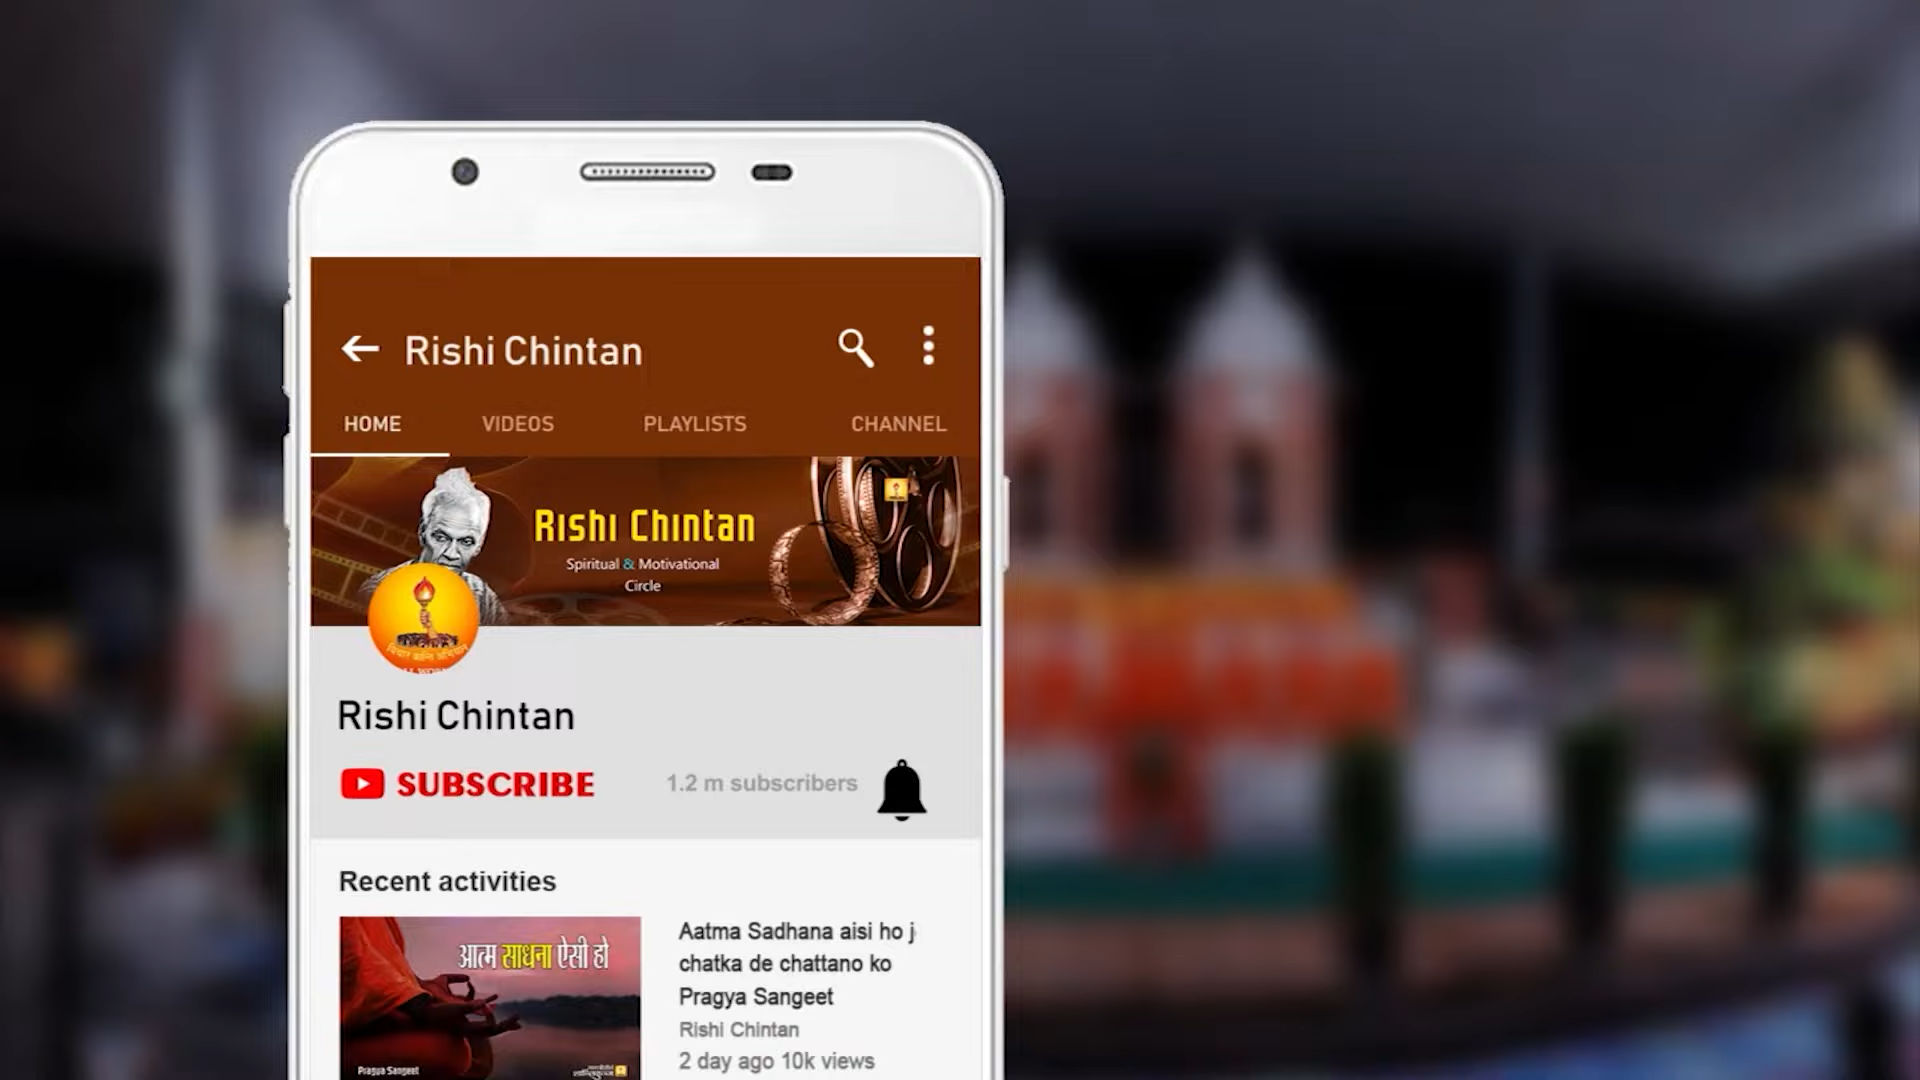 Rishi Chintan
HOME VIDEOS PLAYLISTS CHANNEL
Rishi Chintan
Spiritual & Motivational
Circle
विचार क्रान्ति अभियान
Rishi Chintan
SUBSCRIBE 1.2 m subscribers
Recent activities
आत्म साधना ऐसी हो
Pragya Sangeet
Aatma Sadhana aisi ho j
chatka de chattano ko
Pragya Sangeet
Rishi Chintan
2 day ago 10k views